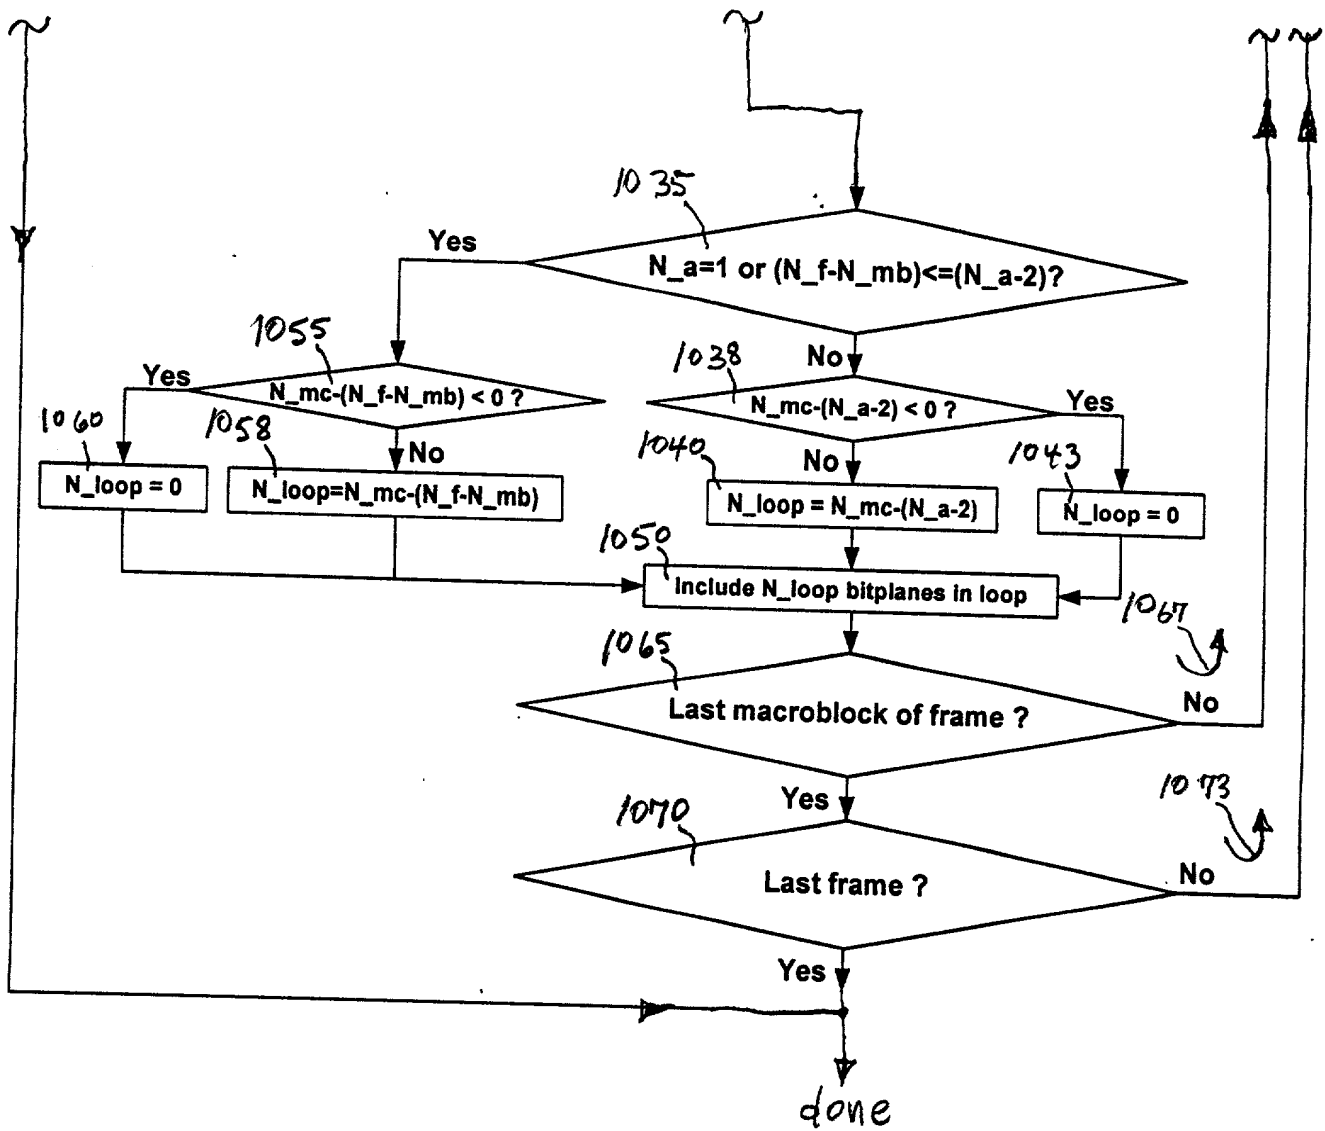 1035
Yes
N_a=1 or (N_f-N_mb)<=(N_a-2)?
1055
No
1038
Yes
N_mc-(N_f-N_mb) < 0 ?
N_mc-(N_a-2) < 0 ?
Yes
1060
1058
No
1040
No
1043
N_loop = 0
N_loop=N_mc-(N_f-N_mb)
N_loop = N_mc-(N_a-2)
N_loop = 0
1050
Include N_loop bitplanes in loop
1067
1065
Last macroblock of frame ?
No
Yes
1073
1070
Last frame ?
No
Yes
done